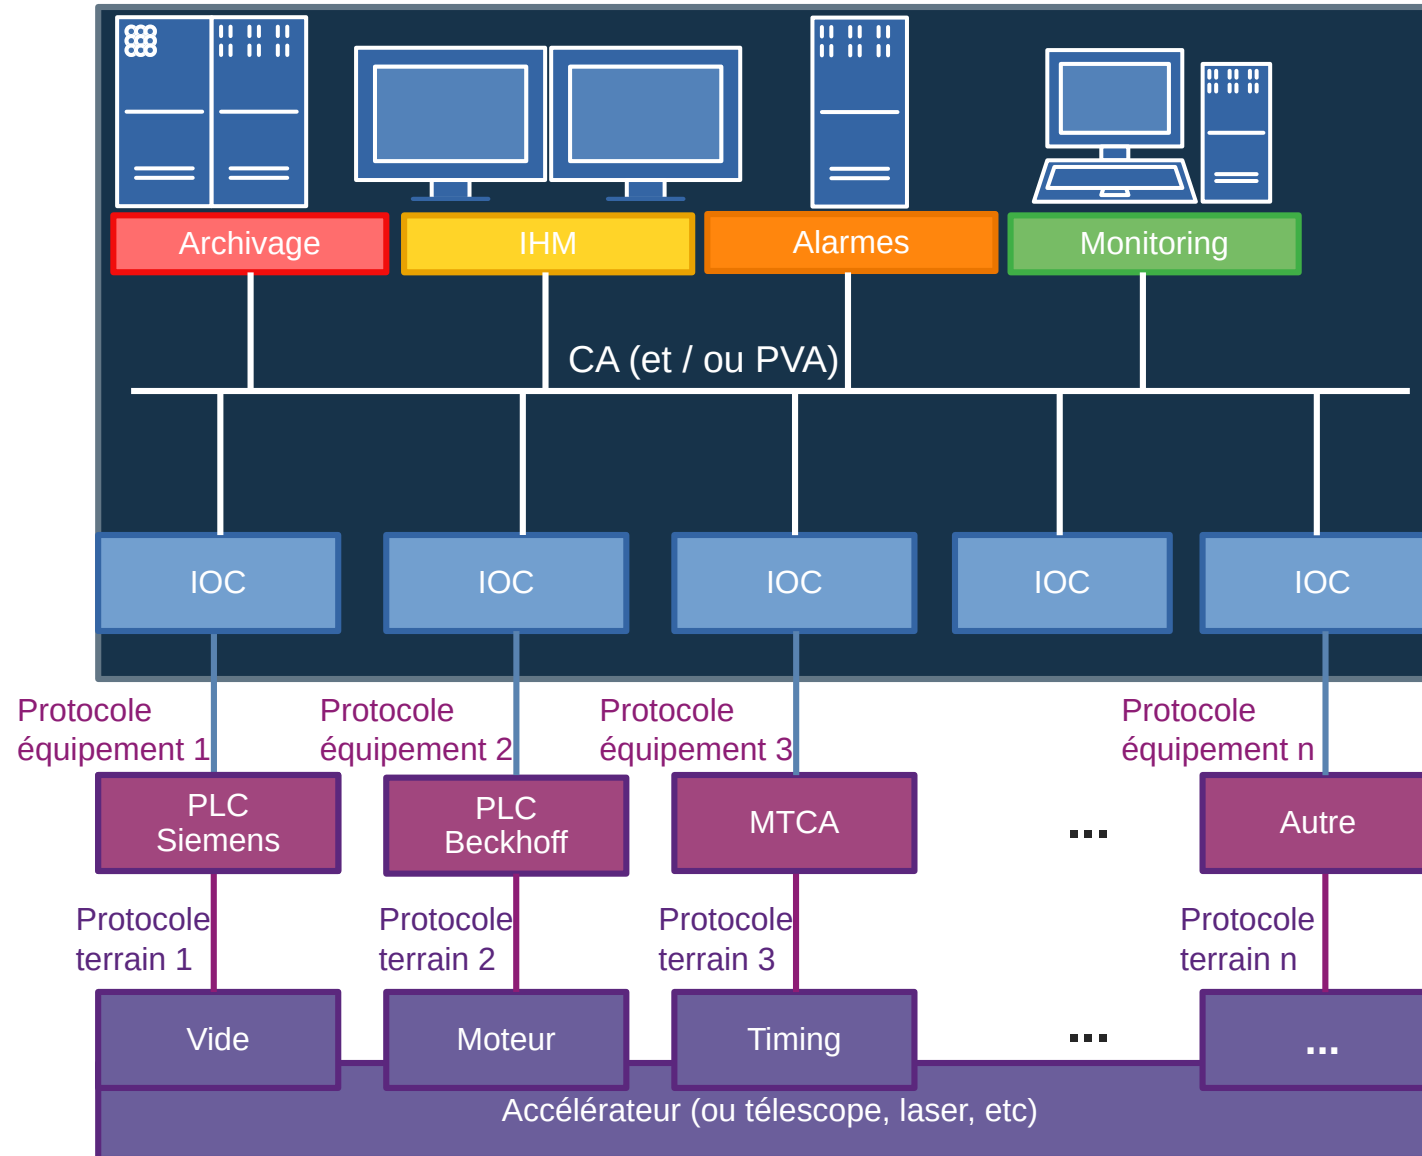 Archivage
IHM
Alarmes
Monitoring
CA (et / ou PVA)
IOC
IOC
IOC
IOC
IOC
Protocole
équipement 1
Protocole
équipement 2
Protocole
équipement 3
Protocole
équipement n
PLC
Siemens
PLC
Beckhoff
MTCA
...
Autre
Protocole
terrain 1
Protocole
terrain 2
Protocole
terrain 3
Protocole
terrain n
Vide
Moteur
Timing
...
...
Accélérateur (ou télescope, laser, etc)